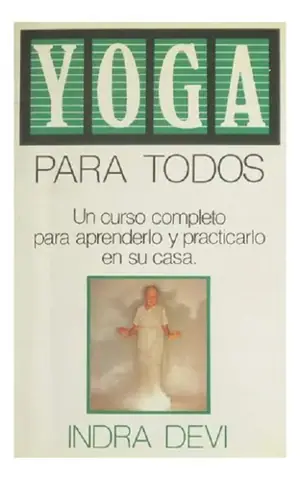 YOGA
PARA TODOS
Un curso completo
para aprenderlo y practicarlo
en su casa.
INDRA DEVI